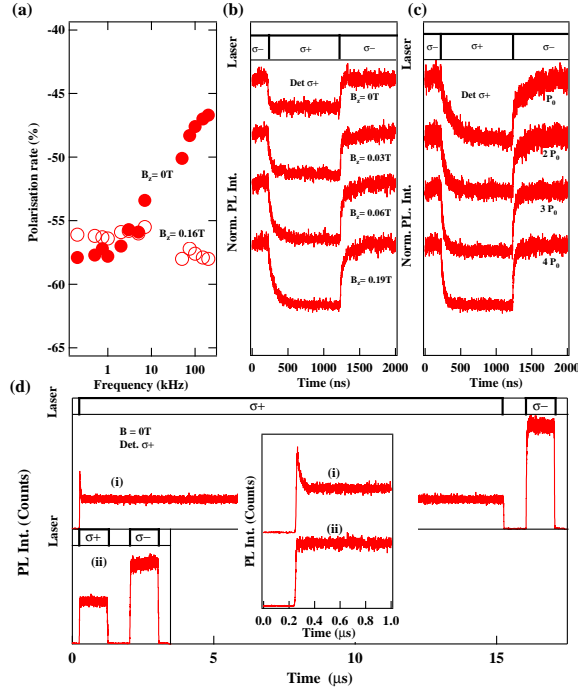 (a)
Polarisation rate (%)
-40
-45
-50
-55
-60
-65
B_z=0T
B_z=0.16T
1
10
100
Frequency (kHz)
(b)
Laser
σ− σ+ σ−
Det σ+
B_z= 0T
B_z= 0.03T
B_z= 0.06T
B_z= 0.19T
Norm. PL Int.
0 500 1000 1500 2000
Time (ns)
(c)
Laser
σ− σ+ σ−
Det σ+
1P_0
2 P_0
3 P_0
4 P_0
Norm. PL. Int.
0 500 1000 1500 2000
Time (ns)
(d)
Laser
σ+ σ−
B = 0T
Det. σ+
(i)
PL Int. (Counts)
Laser
σ+ σ−
(ii)
PL Int. (Counts)
(i)
(ii)
0.0 0.2 0.4 0.6 0.8 1.0
Time (μs)
0 5 10 15
Time (μs)